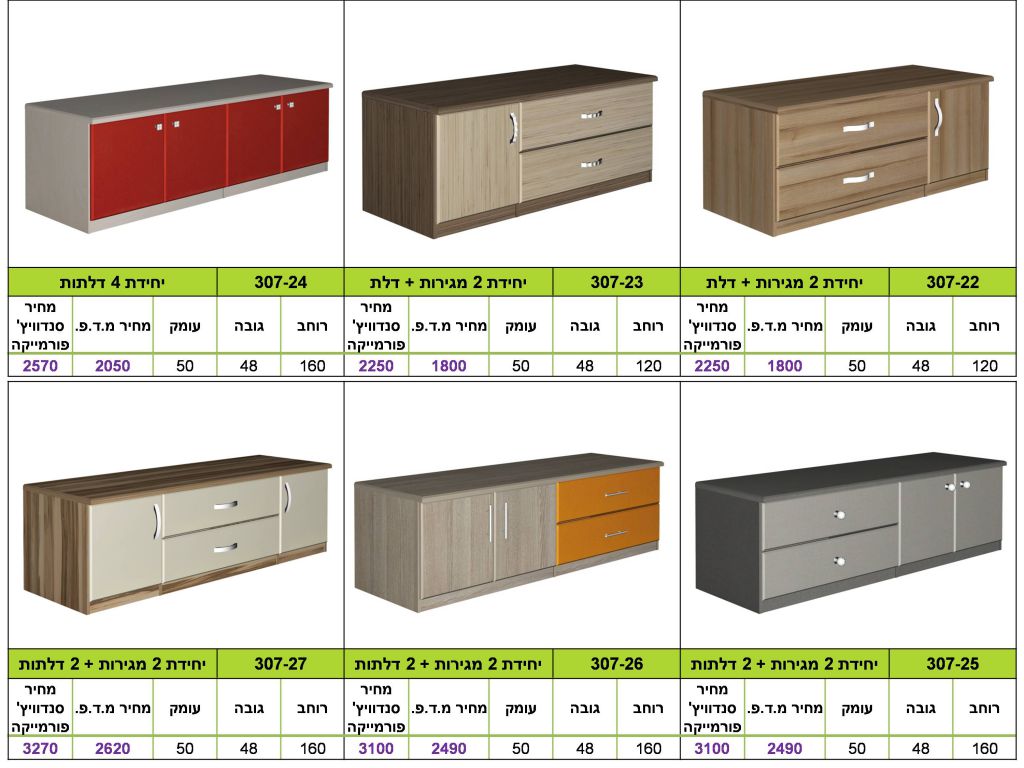 307-22 יחידת 2 מגירות + דלת
רוחב גובה עומק מחיר מ.ד.פ. מחיר סנדוויץ' פורמייקה
120 48 50 1800 2250
307-23 יחידת 2 מגירות + דלת
רוחב גובה עומק מחיר מ.ד.פ. מחיר סנדוויץ' פורמייקה
120 48 50 1800 2250
307-24 יחידת 4 דלתות
רוחב גובה עומק מחיר מ.ד.פ. מחיר סנדוויץ' פורמייקה
160 48 50 2050 2570
307-25 יחידת 2 מגירות + 2 דלתות
רוחב גובה עומק מחיר מ.ד.פ. מחיר סנדוויץ' פורמייקה
160 48 50 2490 3100
307-26 יחידת 2 מגירות + 2 דלתות
רוחב גובה עומק מחיר מ.ד.פ. מחיר סנדוויץ' פורמייקה
160 48 50 2490 3100
307-27 יחידת 2 מגירות + 2 דלתות
רוחב גובה עומק מחיר מ.ד.פ. מחיר סנדוויץ' פורמייקה
160 48 50 2620 3270